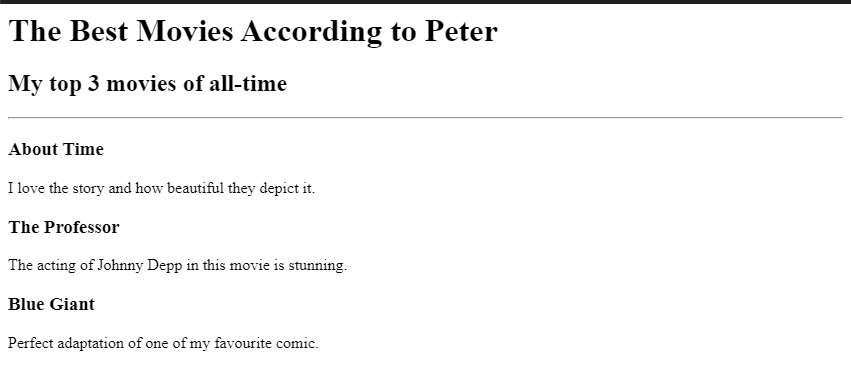 The Best Movies According to Peter
My top 3 movies of all-time
About Time
I love the story and how beautiful they depict it.
The Professor
The acting of Johnny Depp in this movie is stunning.
Blue Giant
Perfect adaptation of one of my favourite comic.